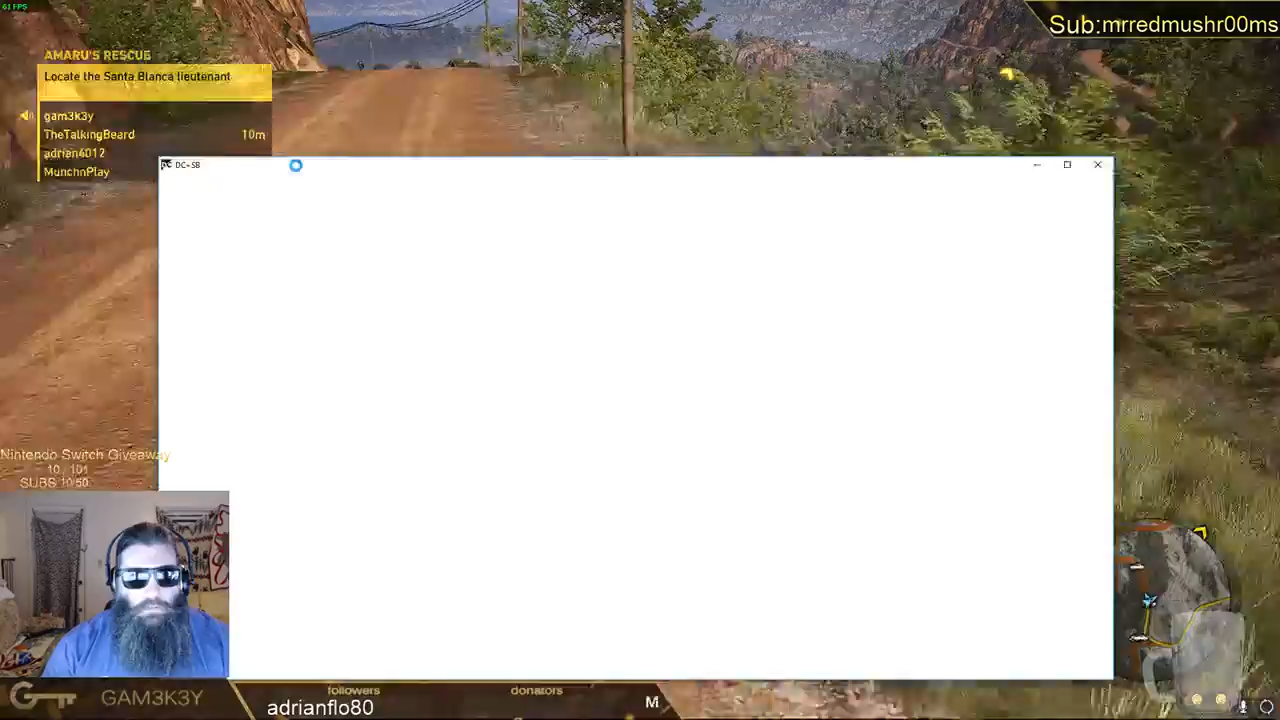 61 FPS
Sub:mrredmushr00ms
AMARU'S RESCUE
Locate the Santa Blanca lieutenant
gam3k3y
TheTalkingBeard 10m
adrian4012
MunchnPlay
DC+SB
Nintendo Switch Giveaway
10 / 101
SUBS 10/50
GAM3K3Y
followers
donators
adrianflo80
M